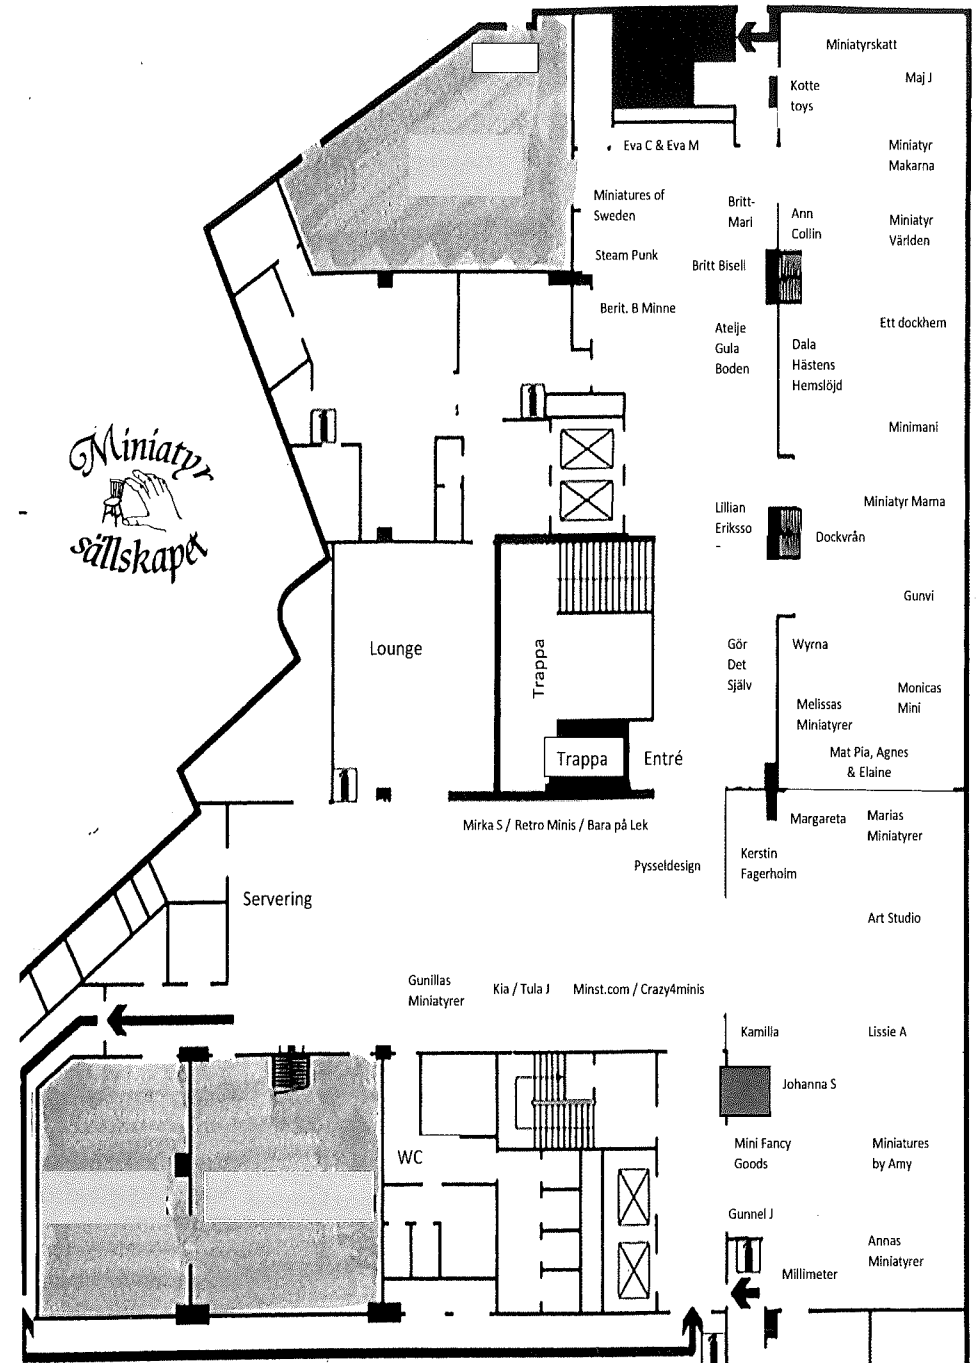 Miniatyrskatt
Maj J
Kotte
toys
Eva C & Eva M
Miniatyr
Makarna
Miniatures of
Sweden
Britt-
Mari
Ann
Collin
Miniatyr
Världen
Steam Punk
Britt Bisell
Berit. B Minne
Ett dockhem
Atelje
Gula
Boden
Dala
Hästens
Hemslöjd
Minimani
Miniatyr
sällskapet
Miniatyr Mama
Lillian
Eriksso
–
Dockvrån
Gunvi
Lounge
Trappa
Gör
Det
Själv
Wyrna
Monicas
Mini
Melissas
Miniatyrer
Mat Pia, Agnes
& Elaine
Trappa
Entré
Mirka S / Retro Minis / Bara på Lek
Margareta
Marias
Miniatyrer
Pysseldesign
Kerstin
Fagerholm
Servering
Art Studio
Gunillas
Miniatyrer
Kia / Tula J
Minst.com / Crazy4minis
Kamilla
Lissie A
Johanna S
WC
Mini Fancy
Goods
Miniatures
by Amy
Gunnel J
Annas
Miniatyrer
Millimeter